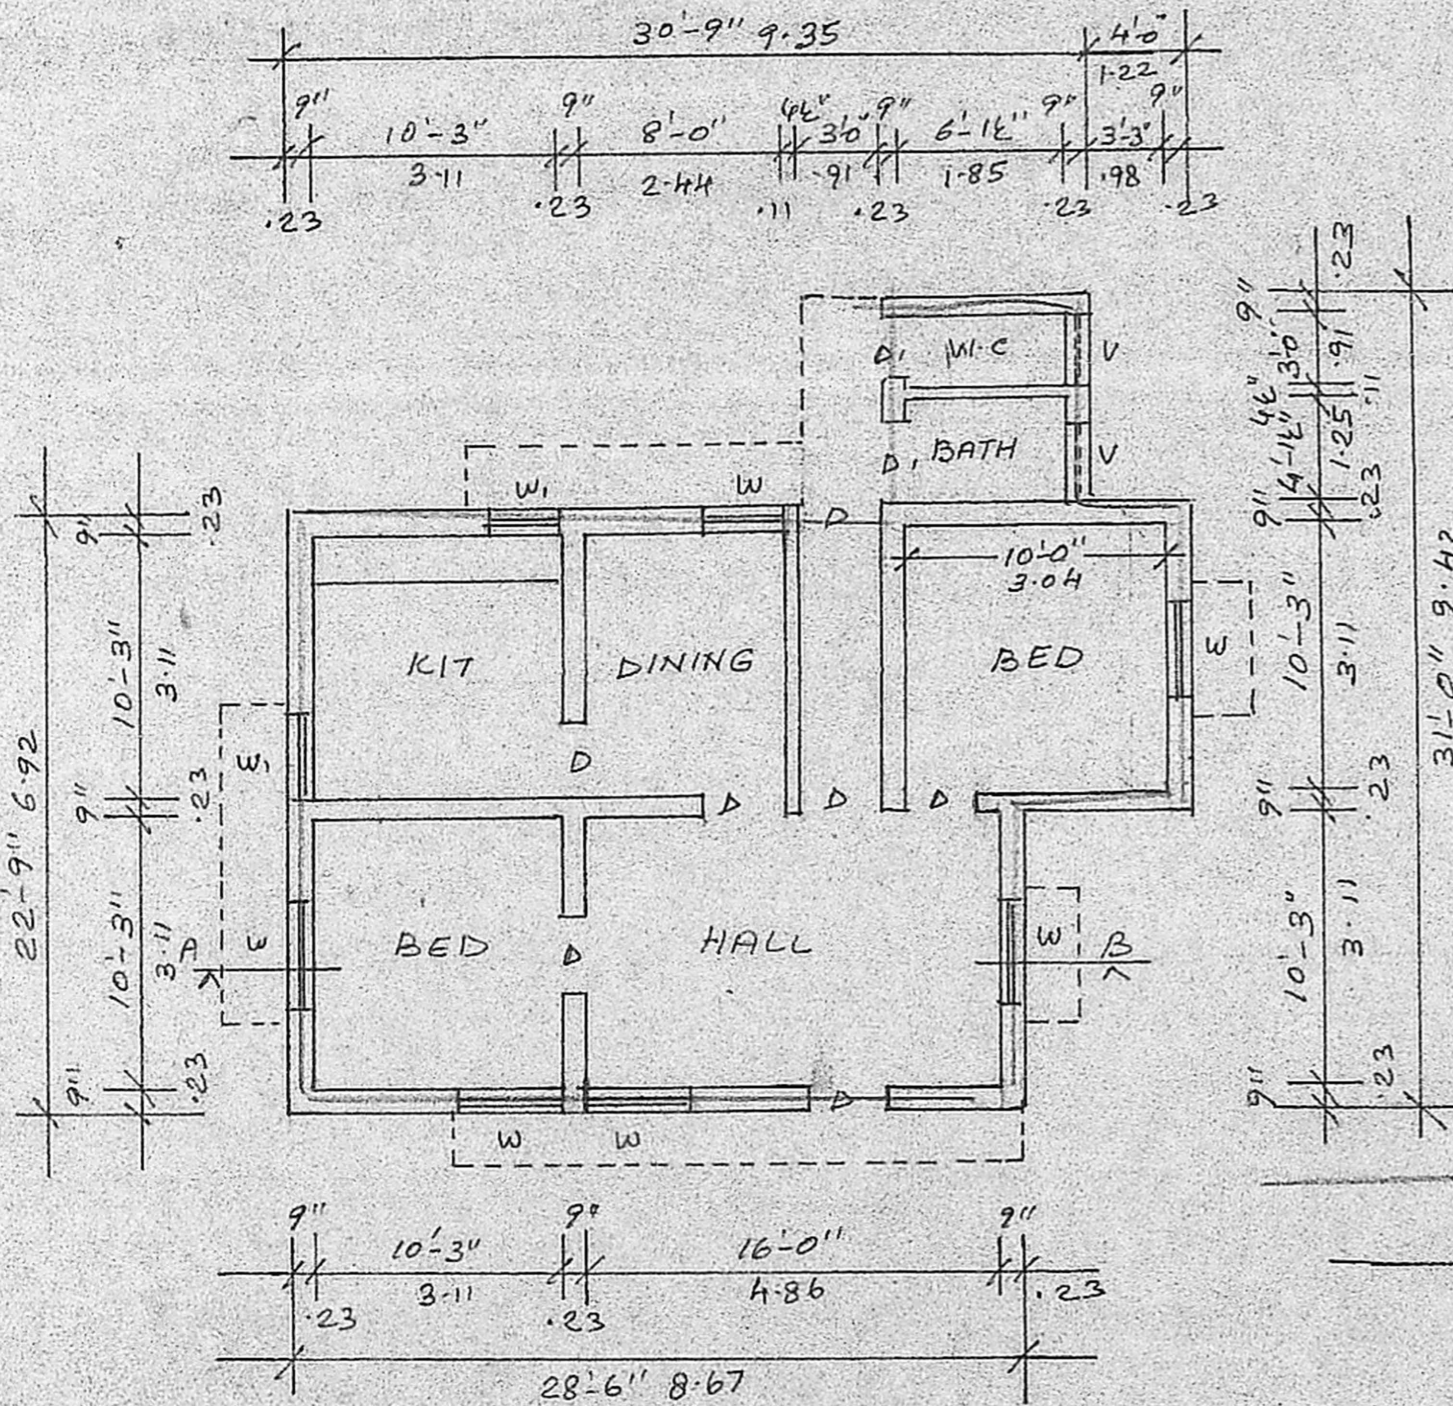 30'-9" 9.35
4'-0"
1.22
9" 10'-3" 9" 8'-0" 4½" 3'0" 9" 6'-1½" 9" 3'-3" 9"
3.11 2.44 .91 1.85 .98
.23 .23 .11 .23 .23 .23
W.C
D1 V
BATH
D1 V
W1 W D
10'-0"
3.04
KIT DINING BED
W
D
W1
D D D
BED HALL
W D W
A B
D
W W
9" 10'-3" 9" 16'-0" 9"
3.11 4.86
.23 .23 .23
28'-6" 8.67
22'-9" 6.92
9" 10'-3" 9" 10'-3" 9"
.23 3.11 .23 3.11 .23
9" 3'0" 4½" 4'-1½" 9" 10'-3" 9" 10'-3" 9"
.23 .91 .11 1.25 .23 3.11 .23 3.11 .23
31'-0" 9.42